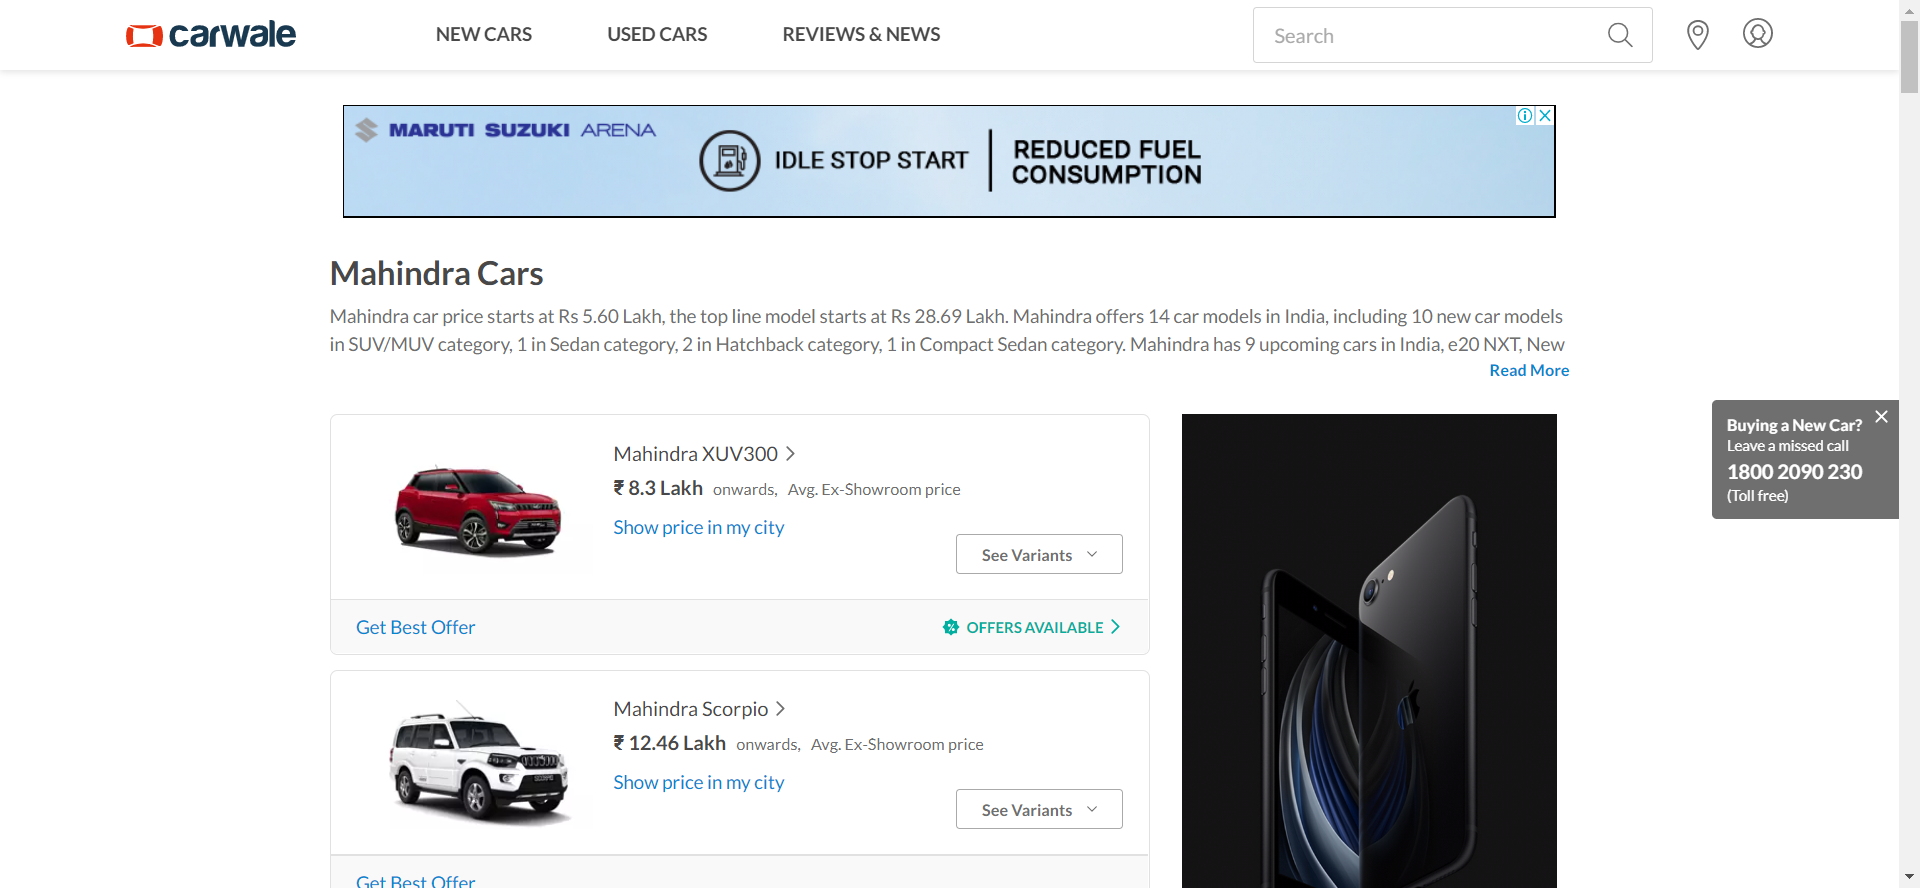 carwale
NEW CARS
USED CARS
REVIEWS & NEWS
Search
MARUTI SUZUKI ARENA
IDLE STOP START
REDUCED FUEL
CONSUMPTION
Mahindra Cars
Mahindra car price starts at Rs 5.60 Lakh, the top line model starts at Rs 28.69 Lakh. Mahindra offers 14 car models in India, including 10 new car models
in SUV/MUV category, 1 in Sedan category, 2 in Hatchback category, 1 in Compact Sedan category. Mahindra has 9 upcoming cars in India, e20 NXT, New
Read More
Mahindra XUV300
₹ 8.3 Lakh onwards, Avg. Ex-Showroom price
Show price in my city
See Variants
Get Best Offer
OFFERS AVAILABLE
Mahindra Scorpio
₹ 12.46 Lakh onwards, Avg. Ex-Showroom price
Show price in my city
See Variants
Get Best Offer
Buying a New Car?
Leave a missed call
1800 2090 230
(Toll free)